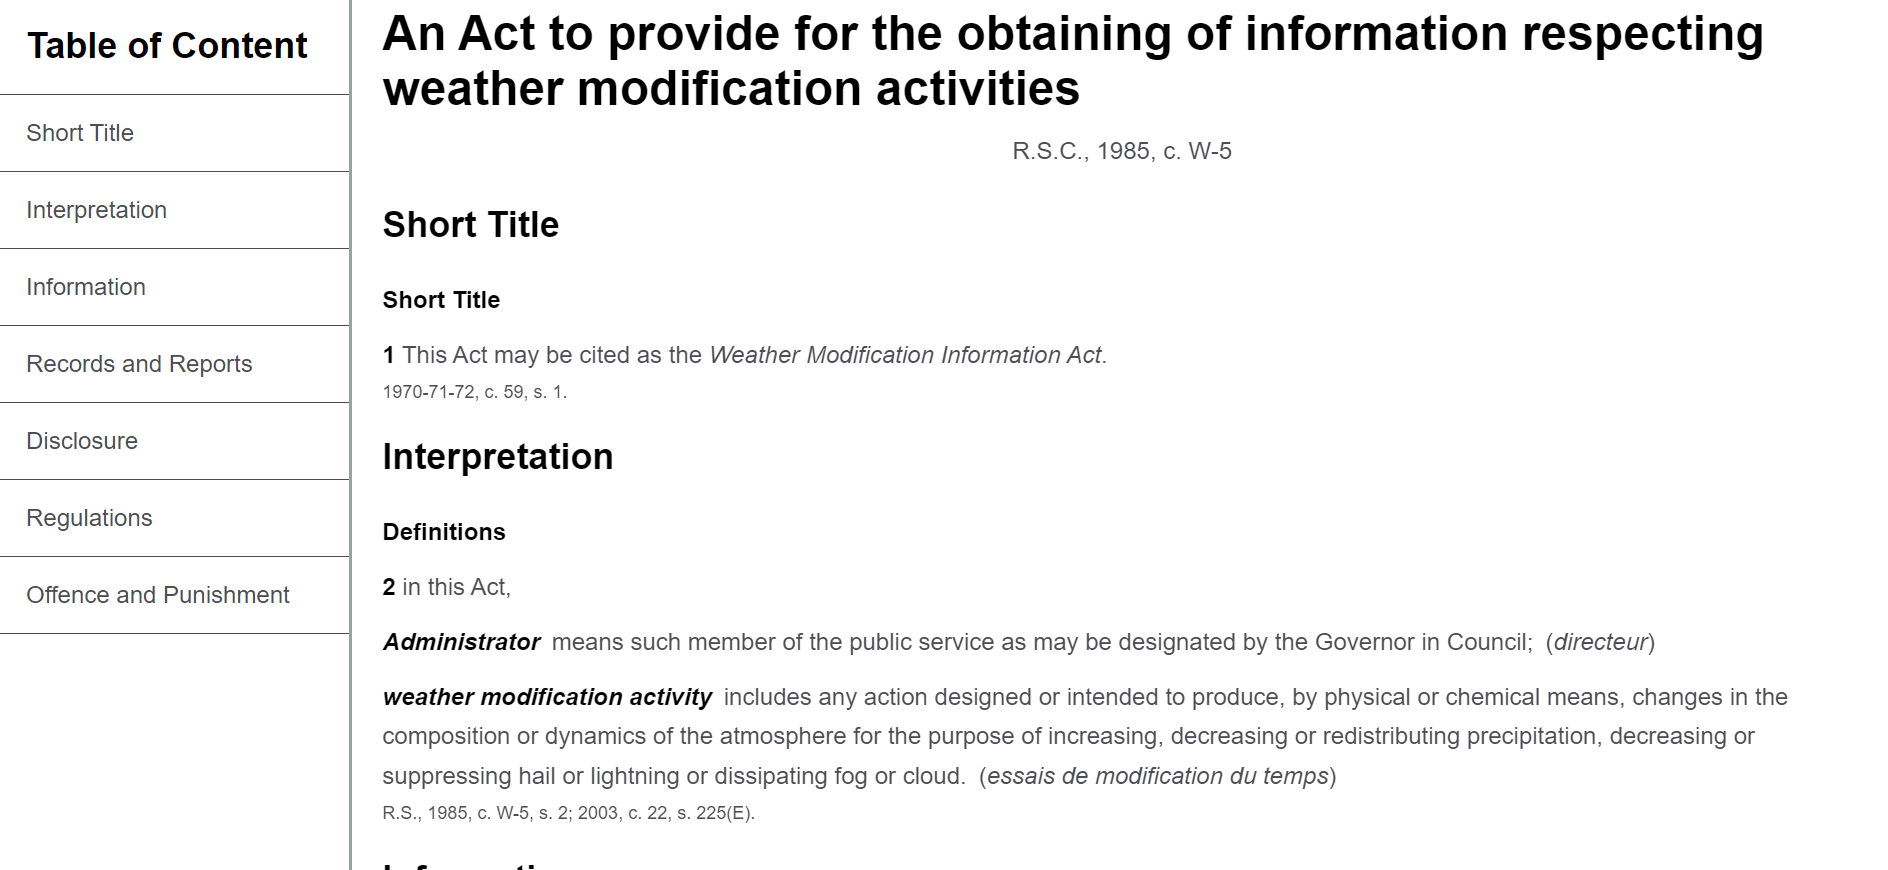 Table of Content
Short Title
Interpretation
Information
Records and Reports
Disclosure
Regulations
Offence and Punishment
An Act to provide for the obtaining of information respecting
weather modification activities
R.S.C., 1985, c. W-5
Short Title
Short Title
1 This Act may be cited as the Weather Modification Information Act.
1970-71-72, c. 59, s. 1.
Interpretation
Definitions
2 in this Act,
Administrator means such member of the public service as may be designated by the Governor in Council; (directeur)
weather modification activity includes any action designed or intended to produce, by physical or chemical means, changes in the
composition or dynamics of the atmosphere for the purpose of increasing, decreasing or redistributing precipitation, decreasing or
suppressing hail or lightning or dissipating fog or cloud. (essais de modification du temps)
R.S., 1985, c. W-5, s. 2; 2003, c. 22, s. 225(E).